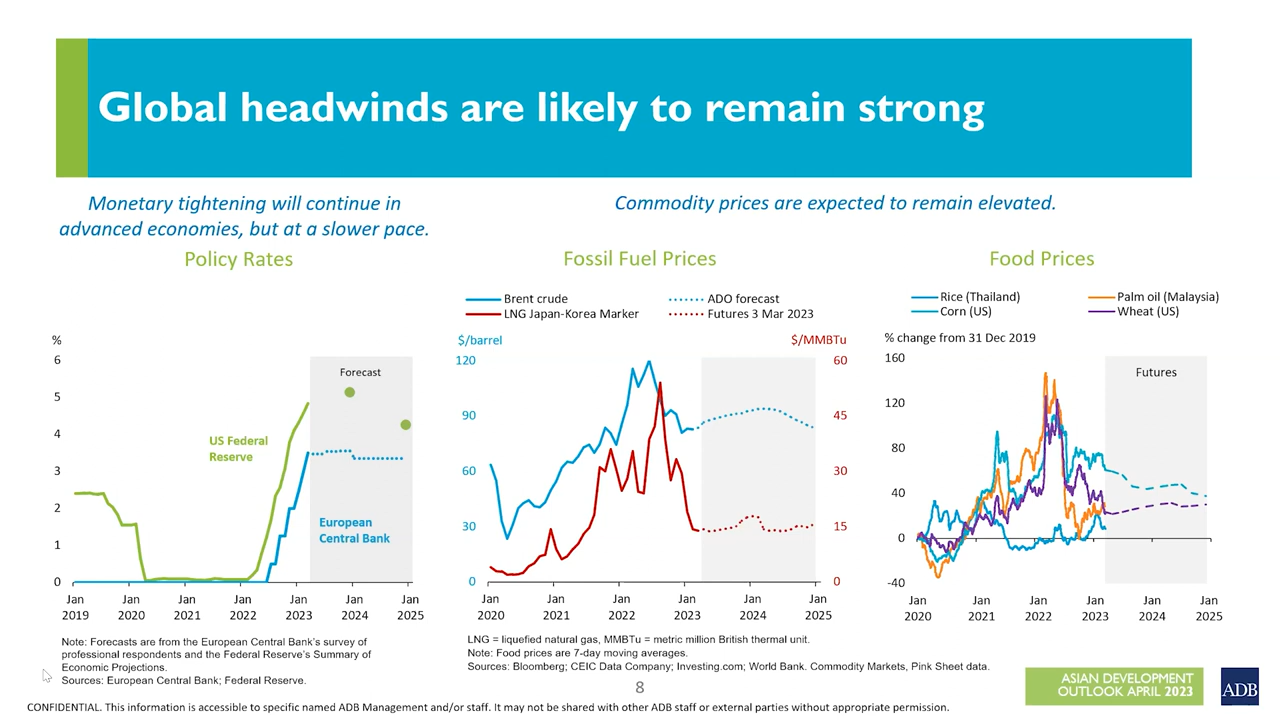 Global headwinds are likely to remain strong
Monetary tightening will continue in
advanced economies, but at a slower pace.
Commodity prices are expected to remain elevated.
Policy Rates
%
6
5
4
3
2
1
0
Forecast
US Federal
Reserve
European
Central Bank
Jan Jan Jan Jan Jan Jan Jan
2019 2020 2021 2022 2023 2024 2025
Note: Forecasts are from the European Central Bank's survey of
professional respondents and the Federal Reserve's Summary of
Economic Projections.
Sources: European Central Bank; Federal Reserve.
Fossil Fuel Prices
Brent crude
ADO forecast
LNG Japan-Korea Marker
Futures 3 Mar 2023
$/barrel
$/MMBTu
120
90
60
30
0
60
45
30
15
0
Jan Jan Jan Jan Jan Jan
2020 2021 2022 2023 2024 2025
LNG = liquefied natural gas, MMBTu = metric million British thermal unit.
Note: Food prices are 7-day moving averages.
Sources: Bloomberg; CEIC Data Company; Investing.com; World Bank. Commodity Markets, Pink Sheet data.
Food Prices
Rice (Thailand)
Palm oil (Malaysia)
Corn (US)
Wheat (US)
% change from 31 Dec 2019
160
120
80
40
0
-40
Futures
Jan Jan Jan Jan Jan Jan
2020 2021 2022 2023 2024 2025
8
ASIAN DEVELOPMENT
OUTLOOK APRIL 2023
ADB
CONFIDENTIAL. This information is accessible to specific named ADB Management and/or staff. It may not be shared with other ADB staff or external parties without appropriate permission.